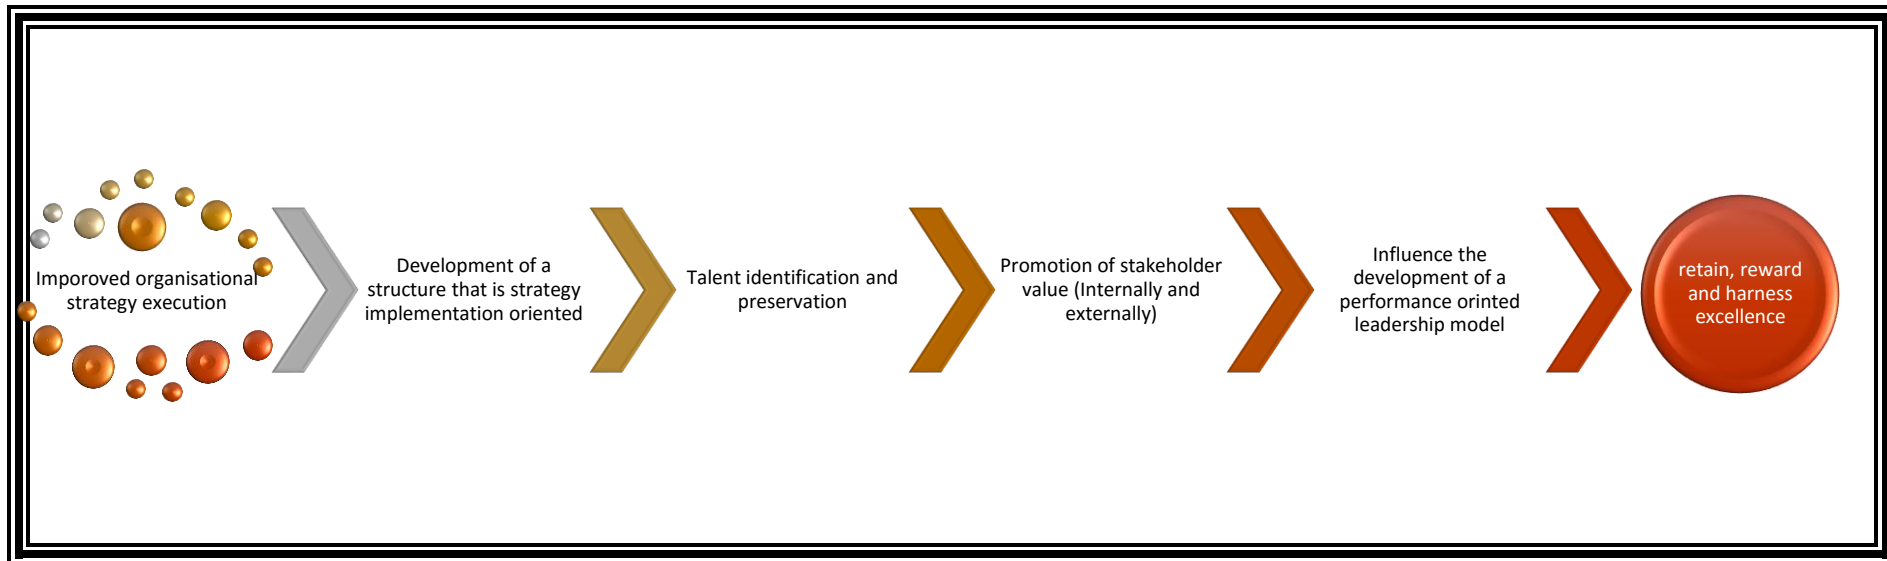 Imporoved organisational
strategy execution
Development of a
structure that is strategy
implementation oriented
Talent identification and
preservation
Promotion of stakeholder
value (Internally and
externally)
Influence the
development of a
performance orinted
leadership model
retain, reward
and harness
excellence